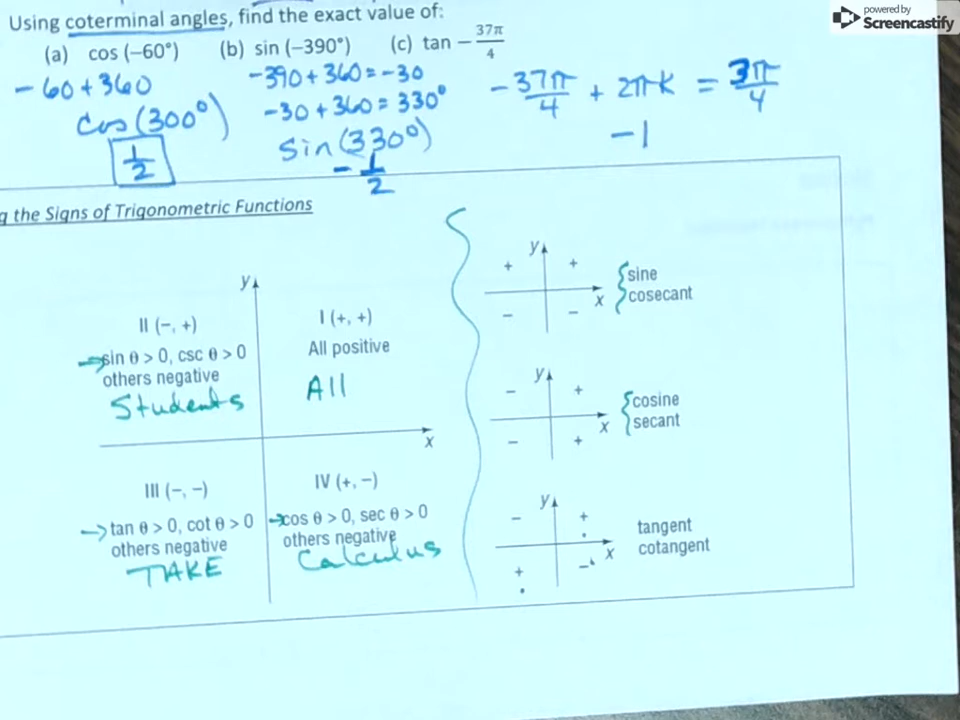 powered by
Screencastify
Using coterminal angles, find the exact value of:
(a) cos (−60°) (b) sin (−390°) (c) tan − 37π/4
- 60 + 360
cos(300°)
1/2
-390 + 360 = -30
-30 + 360 = 330°
sin(330°)
- 1/2
- 37π/4 + 2πk = 3π/4
-1
g the Signs of Trigonometric Functions
y
x
II (−, +)
sin θ > 0, csc θ > 0
others negative
Students
I (+, +)
All positive
All
III (−, −)
tan θ > 0, cot θ > 0
others negative
TAKE
IV (+, −)
cos θ > 0, sec θ > 0
others negative
Calculus
y
+ +
x
− −
sine
cosecant
y
− +
x
− +
cosine
secant
y
− +
x
+ −
tangent
cotangent